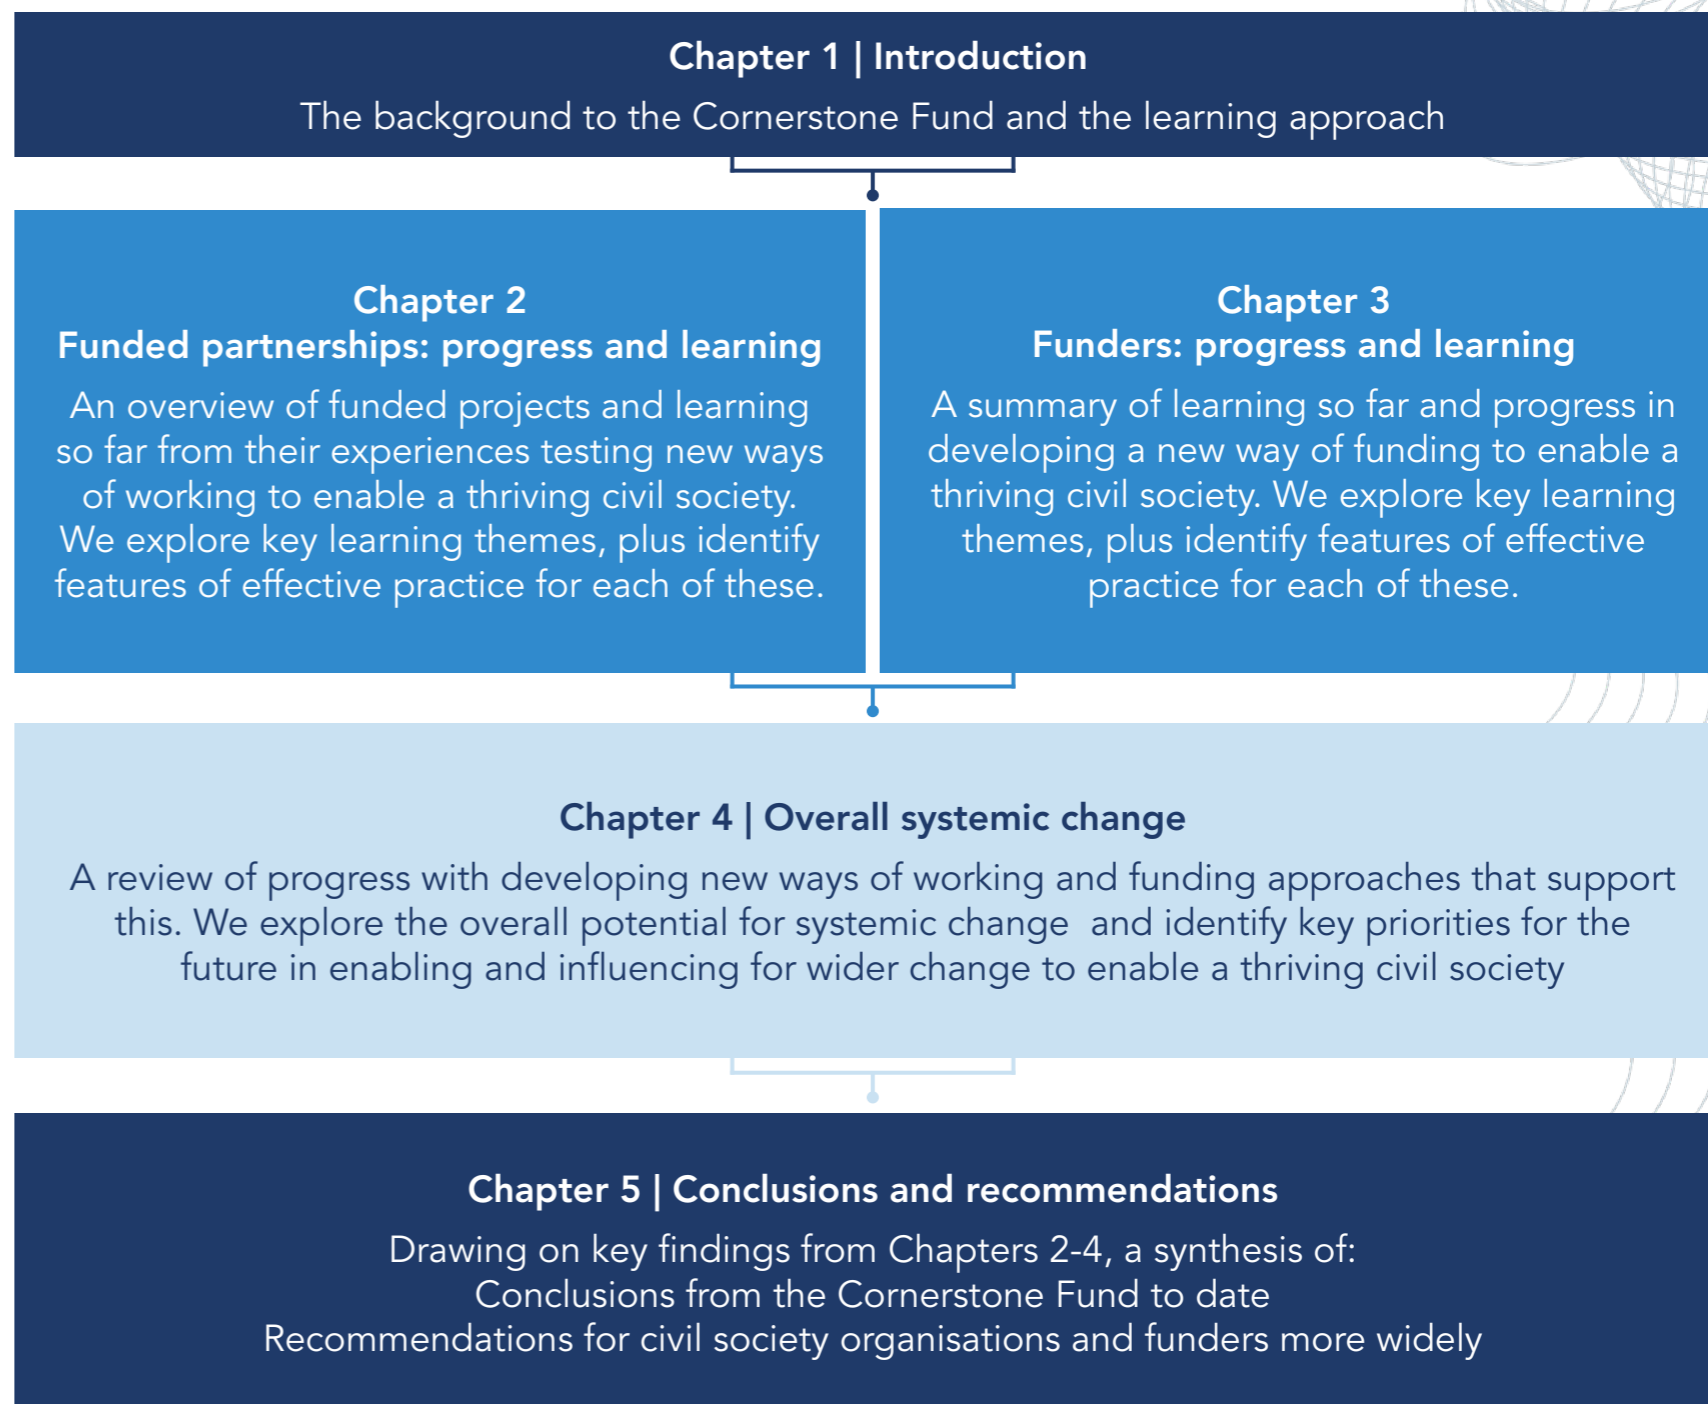 Chapter 1 | Introduction
The background to the Cornerstone Fund and the learning approach
Chapter 2
Funded partnerships: progress and learning
An overview of funded projects and learning
so far from their experiences testing new ways
of working to enable a thriving civil society.
We explore key learning themes, plus identify
features of effective practice for each of these.
Chapter 3
Funders: progress and learning
A summary of learning so far and progress in
developing a new way of funding to enable a
thriving civil society. We explore key learning
themes, plus identify features of effective
practice for each of these.
Chapter 4 | Overall systemic change
A review of progress with developing new ways of working and funding approaches that support
this. We explore the overall potential for systemic change  and identify key priorities for the
future in enabling and influencing for wider change to enable a thriving civil society
Chapter 5 | Conclusions and recommendations
Drawing on key findings from Chapters 2-4, a synthesis of:
Conclusions from the Cornerstone Fund to date
Recommendations for civil society organisations and funders more widely